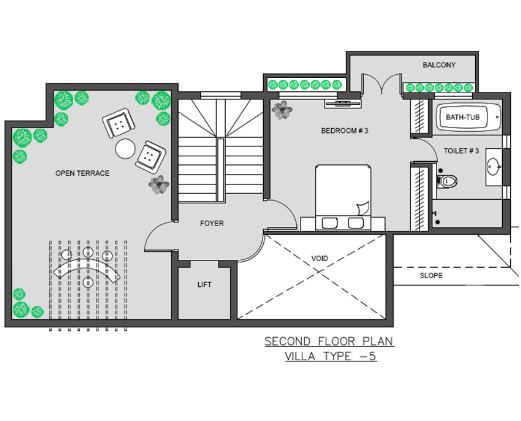 BALCONY
BEDROOM # 3
BATH-TUB
TOILET # 3
OPEN TERRACE
FOYER
VOID
LIFT
SLOPE
SECOND FLOOR PLAN
VILLA TYPE -5